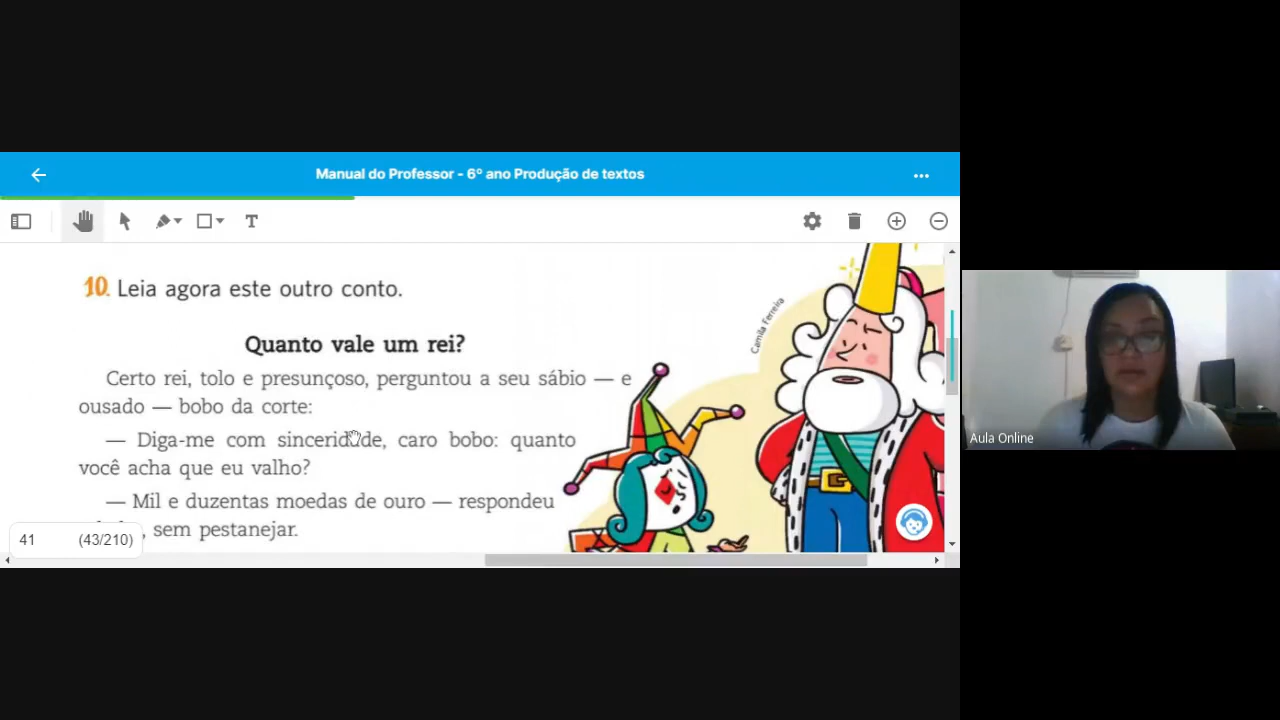 Manual do Professor - 6º ano Produção de textos
T
10. Leia agora este outro conto.
Camila Ferreira
Quanto vale um rei?
Certo rei, tolo e presunçoso, perguntou a seu sábio — e
ousado — bobo da corte:
— Diga-me com sinceridade, caro bobo: quanto
você acha que eu valho?
— Mil e duzentas moedas de ouro — respondeu
sem pestanejar.
41 (43/210)
Aula Online